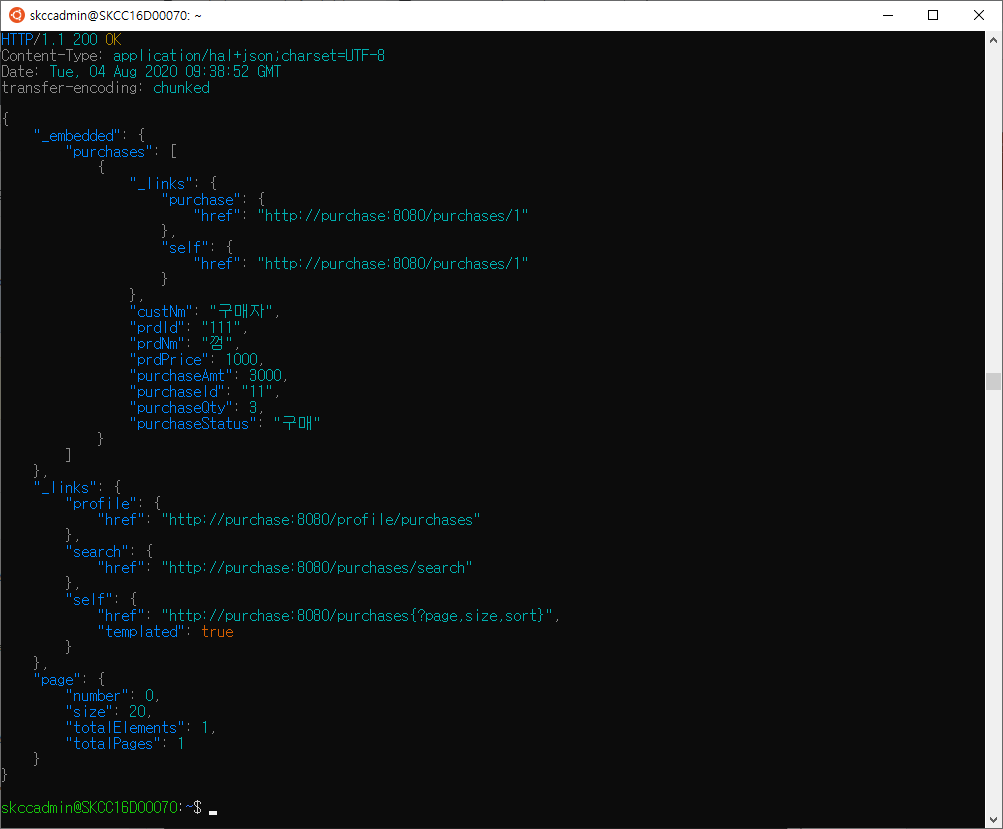 skccadmin@SKCC16D00070: ~
HTTP/1.1 200 OK
Content-Type: application/hal+json;charset=UTF-8
Date: Tue, 04 Aug 2020 09:38:52 GMT
transfer-encoding: chunked
{
    "_embedded": {
        "purchases": [
            {
                "_links": {
                    "purchase": {
                        "href": "http://purchase:8080/purchases/1"
                    },
                    "self": {
                        "href": "http://purchase:8080/purchases/1"
                    }
                },
                "custNm": "구매자",
                "prdId": "111",
                "prdNm": "껌",
                "prdPrice": 1000,
                "purchaseAmt": 3000,
                "purchaseId": "11",
                "purchaseQty": 3,
                "purchaseStatus": "구매"
            }
        ]
    },
    "_links": {
        "profile": {
            "href": "http://purchase:8080/profile/purchases"
        },
        "search": {
            "href": "http://purchase:8080/purchases/search"
        },
        "self": {
            "href": "http://purchase:8080/purchases{?page,size,sort}",
            "templated": true
        }
    },
    "page": {
        "number": 0,
        "size": 20,
        "totalElements": 1,
        "totalPages": 1
    }
}
skccadmin@SKCC16D00070:~$